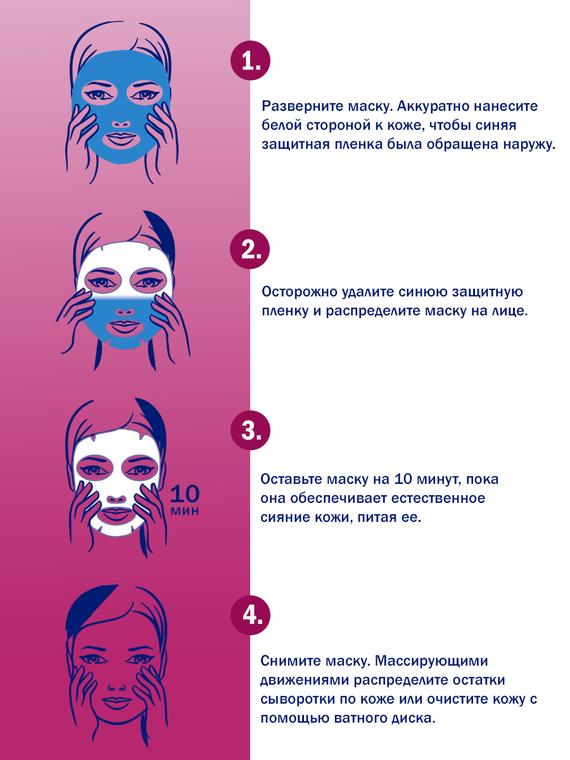 1.
Разверните маску. Аккуратно нанесите
белой стороной к коже, чтобы синяя
защитная пленка была обращена наружу.
2.
Осторожно удалите синюю защитную
пленку и распределите маску на лице.
3.
Оставьте маску на 10 минут, пока
она обеспечивает естественное
сияние кожи, питая ее.
10
мин
4.
Снимите маску. Массирующими
движениями распределите остатки
сыворотки по коже или очистите кожу с
помощью ватного диска.